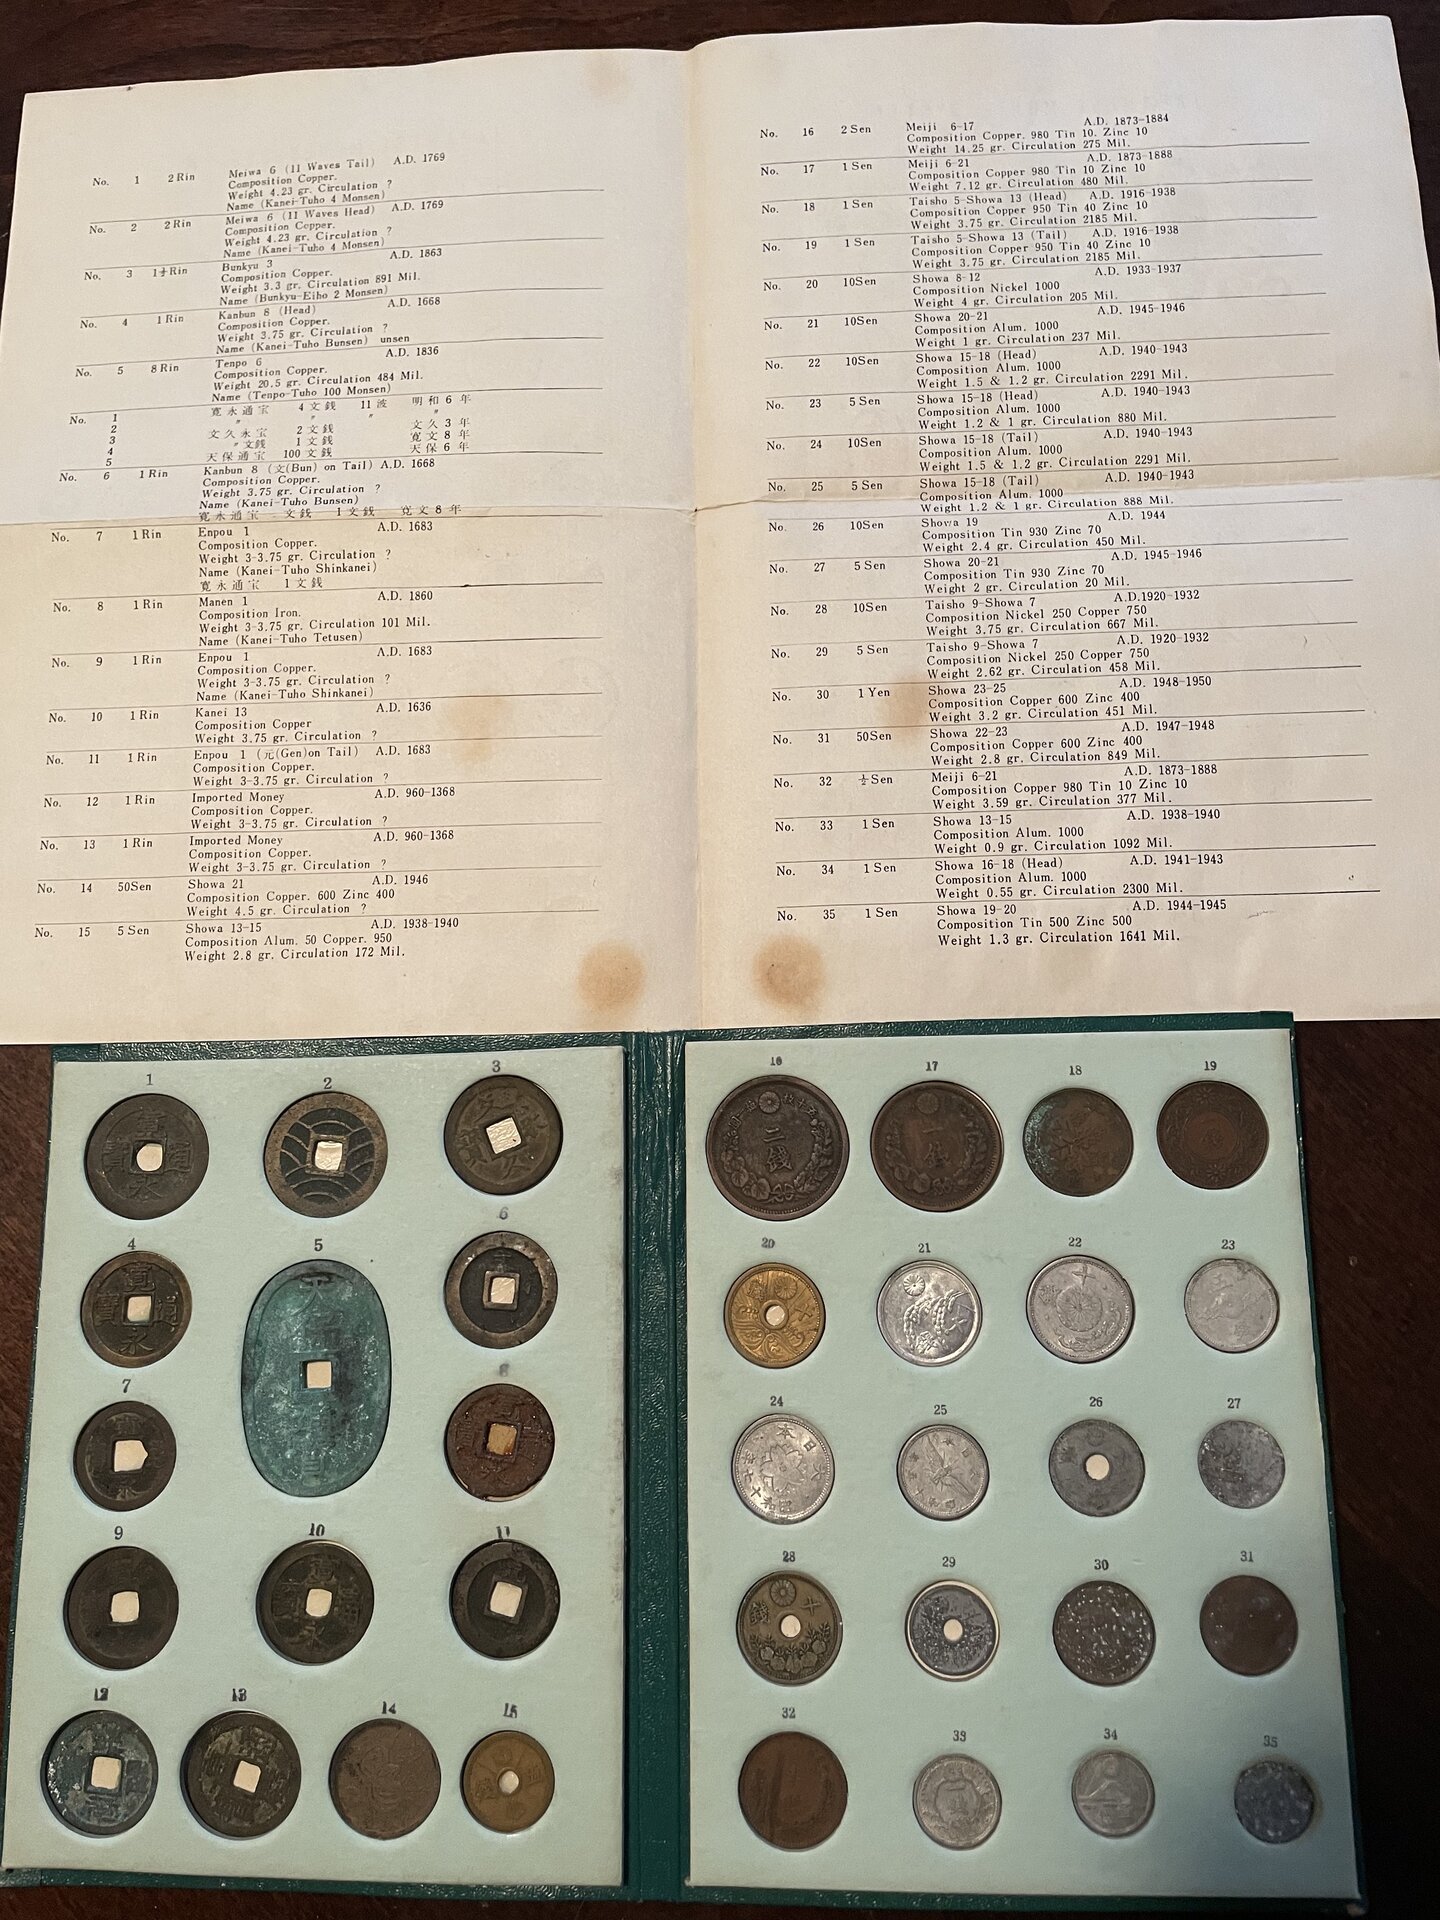 No. 1 2 Rin Meiwa 6 (11 Waves Tail) A.D. 1769
Composition Copper.
Weight 4.23 gr. Circulation ?
Name (Kanei-Tuho 4 Monsen)
No. 2 2 Rin Meiwa 6 (11 Waves Head) A.D. 1769
Composition Copper.
Weight 4.23 gr. Circulation ?
Name (Kanei-Tuho 4 Monsen)
No. 3 1½ Rin Bunkyu 3 A.D. 1863
Composition Copper.
Weight 3.3 gr. Circulation 891 Mil.
Name (Bunkyu-Eiho 2 Monsen)
No. 4 1 Rin Kanbun 8 (Head) A.D. 1668
Composition Copper.
Weight 3.75 gr. Circulation ?
Name (Kanei-Tuho Bunsen) unsen
No. 5 8 Rin Tenpo 6 A.D. 1836
Composition Copper.
Weight 20.5 gr. Circulation 484 Mil.
Name (Tenpo-Tuho 100 Monsen)
No. 1 寛永通宝 4文銭 11波 明和6年
2 〃 〃 〃
3 文久永宝 2文銭 文久3年
4 〃文銭 1文銭 寛文8年
5 天保通宝 100文銭 天保6年
No. 6 1 Rin Kanbun 8 (文(Bun) on Tail) A.D. 1668
Composition Copper.
Weight 3.75 gr. Circulation ?
Name (Kanei-Tuho Bunsen)
寛永通宝 文銭 1文銭 寛文8年
No. 7 1 Rin Enpou 1 A.D. 1683
Composition Copper.
Weight 3-3.75 gr. Circulation ?
Name (Kanei-Tuho Shinkanei)
寛永通宝 1文銭
No. 8 1 Rin Manen 1 A.D. 1860
Composition Iron.
Weight 3-3.75 gr. Circulation 101 Mil.
Name (Kanei-Tuho Tetusen)
No. 9 1 Rin Enpou 1 A.D. 1683
Composition Copper.
Weight 3-3.75 gr. Circulation ?
Name (Kanei-Tuho Shinkanei)
No. 10 1 Rin Kanei 13 A.D. 1636
Composition Copper
Weight 3.75 gr. Circulation ?
No. 11 1 Rin Enpou 1 (元(Gen)on Tail) A.D. 1683
Composition Copper.
Weight 3-3.75 gr. Circulation ?
No. 12 1 Rin Imported Money A.D. 960-1368
Composition Copper.
Weight 3-3.75 gr. Circulation ?
No. 13 1 Rin Imported Money A.D. 960-1368
Composition Copper.
Weight 3-3.75 gr. Circulation ?
No. 14 50Sen Showa 21 A.D. 1946
Composition Copper. 600 Zinc 400
Weight 4.5 gr. Circulation ?
No. 15 5 Sen Showa 13-15 A.D. 1938-1940
Composition Alum. 50 Copper. 950
Weight 2.8 gr. Circulation 172 Mil.
No. 16 2 Sen Meiji 6-17 A.D. 1873-1884
Composition Copper. 980 Tin 10. Zinc 10
Weight 14.25 gr. Circulation 275 Mil.
No. 17 1 Sen Meiji 6-21 A.D. 1873-1888
Composition Copper 980 Tin 10 Zinc 10
Weight 7.12 gr. Circulation 480 Mil.
No. 18 1 Sen Taisho 5-Showa 13 (Head) A.D. 1916-1938
Composition Copper 950 Tin 40 Zinc 10
Weight 3.75 gr. Circulation 2185 Mil.
No. 19 1 Sen Taisho 5-Showa 13 (Tail) A.D. 1916-1938
Composition Copper 950 Tin 40 Zinc 10
Weight 3.75 gr. Circulation 2185 Mil.
No. 20 10Sen Showa 8-12 A.D. 1933-1937
Composition Nickel 1000
Weight 4 gr. Circulation 205 Mil.
No. 21 10Sen Showa 20-21 A.D. 1945-1946
Composition Alum. 1000
Weight 1 gr. Circulation 237 Mil.
No. 22 10Sen Showa 15-18 (Head) A.D. 1940-1943
Composition Alum. 1000
Weight 1.5 & 1.2 gr. Circulation 2291 Mil.
No. 23 5 Sen Showa 15-18 (Head) A.D. 1940-1943
Composition Alum. 1000
Weight 1.2 & 1 gr. Circulation 880 Mil.
No. 24 10Sen Showa 15-18 (Tail) A.D. 1940-1943
Composition Alum. 1000
Weight 1.5 & 1.2 gr. Circulation 2291 Mil.
No. 25 5 Sen Showa 15-18 (Tail) A.D. 1940-1943
Composition Alum. 1000
Weight 1.2 & 1 gr. Circulation 888 Mil.
No. 26 10Sen Showa 19 A.D. 1944
Composition Tin 930 Zinc 70
Weight 2.4 gr. Circulation 450 Mil.
No. 27 5 Sen Showa 20-21 A.D. 1945-1946
Composition Tin 930 Zinc 70
Weight 2 gr. Circulation 20 Mil.
No. 28 10Sen Taisho 9-Showa 7 A.D.1920-1932
Composition Nickel 250 Copper 750
Weight 3.75 gr. Circulation 667 Mil.
No. 29 5 Sen Taisho 9-Showa 7 A.D. 1920-1932
Composition Nickel 250 Copper 750
Weight 2.62 gr. Circulation 458 Mil.
No. 30 1 Yen Showa 23-25 A.D. 1948-1950
Composition Copper 600 Zinc 400
Weight 3.2 gr. Circulation 451 Mil.
No. 31 50Sen Showa 22-23 A.D. 1947-1948
Composition Copper 600 Zinc 400
Weight 2.8 gr. Circulation 849 Mil.
No. 32 ½ Sen Meiji 6-21 A.D. 1873-1888
Composition Copper 980 Tin 10 Zinc 10
Weight 3.59 gr. Circulation 377 Mil.
No. 33 1 Sen Showa 13-15 A.D. 1938-1940
Composition Alum. 1000
Weight 0.9 gr. Circulation 1092 Mil.
No. 34 1 Sen Showa 16-18 (Head) A.D. 1941-1943
Composition Alum. 1000
Weight 0.55 gr. Circulation 2300 Mil.
No. 35 1 Sen Showa 19-20 A.D. 1944-1945
Composition Tin 500 Zinc 500
Weight 1.3 gr. Circulation 1641 Mil.
1 2 3
4 5 6
7 8
9 10 11
12 13 14 15
16 17 18 19
二銭
20 21 22 23
24 25 26 27
28 29 30 31
32 33 34 35